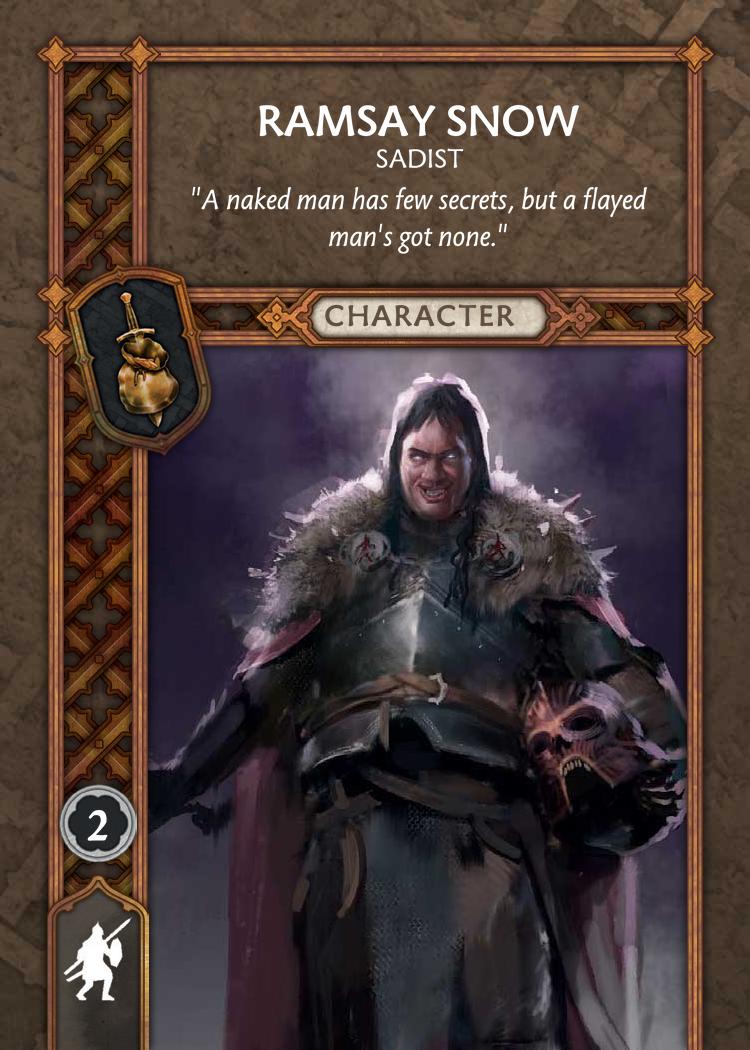 RAMSAY SNOW
SADIST
"A naked man has few secrets, but a flayed
man's got none."
CHARACTER
2